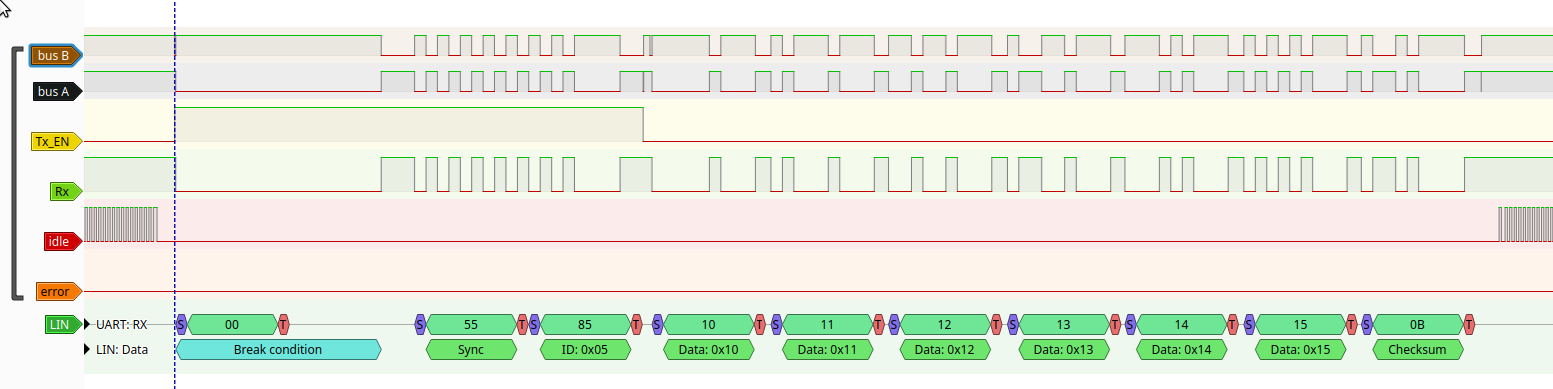 bus B
bus A
Tx_EN
Rx
idle
error
LIN UART: RX S 00 T S 55 T S 85 T S 10 T S 11 T S 12 T S 13 T S 14 T S 15 T S 0B T
LIN: Data Break condition Sync ID: 0x05 Data: 0x10 Data: 0x11 Data: 0x12 Data: 0x13 Data: 0x14 Data: 0x15 Checksum